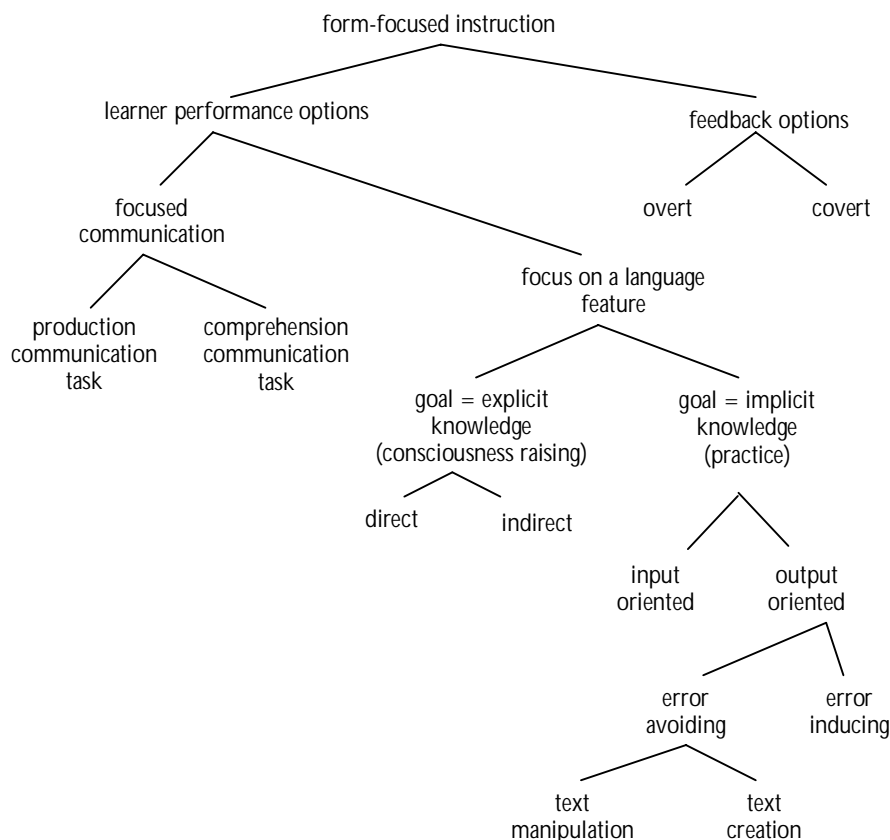 form-focused instruction
learner performance options
feedback options
focused
communication
overt
covert
focus on a language
feature
production
communication
task
comprehension
communication
task
goal = explicit
knowledge
(consciousness raising)
goal = implicit
knowledge
(practice)
direct
indirect
input
oriented
output
oriented
error
avoiding
error
inducing
text
manipulation
text
creation